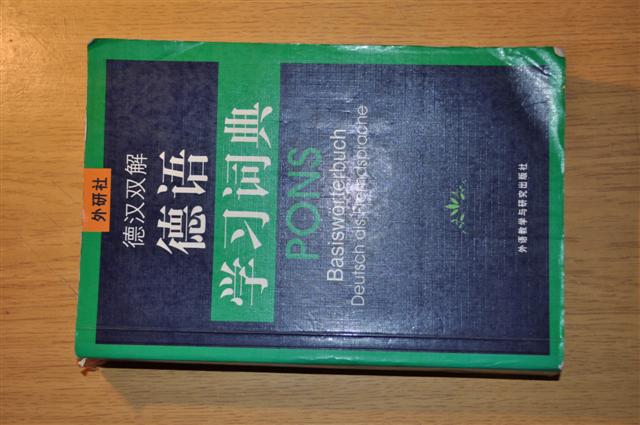 外研社
德汉双解
德语
学习词典
PONS
Basiswörterbuch
Deutsch als Fremdsprache
外语教学与研究出版社